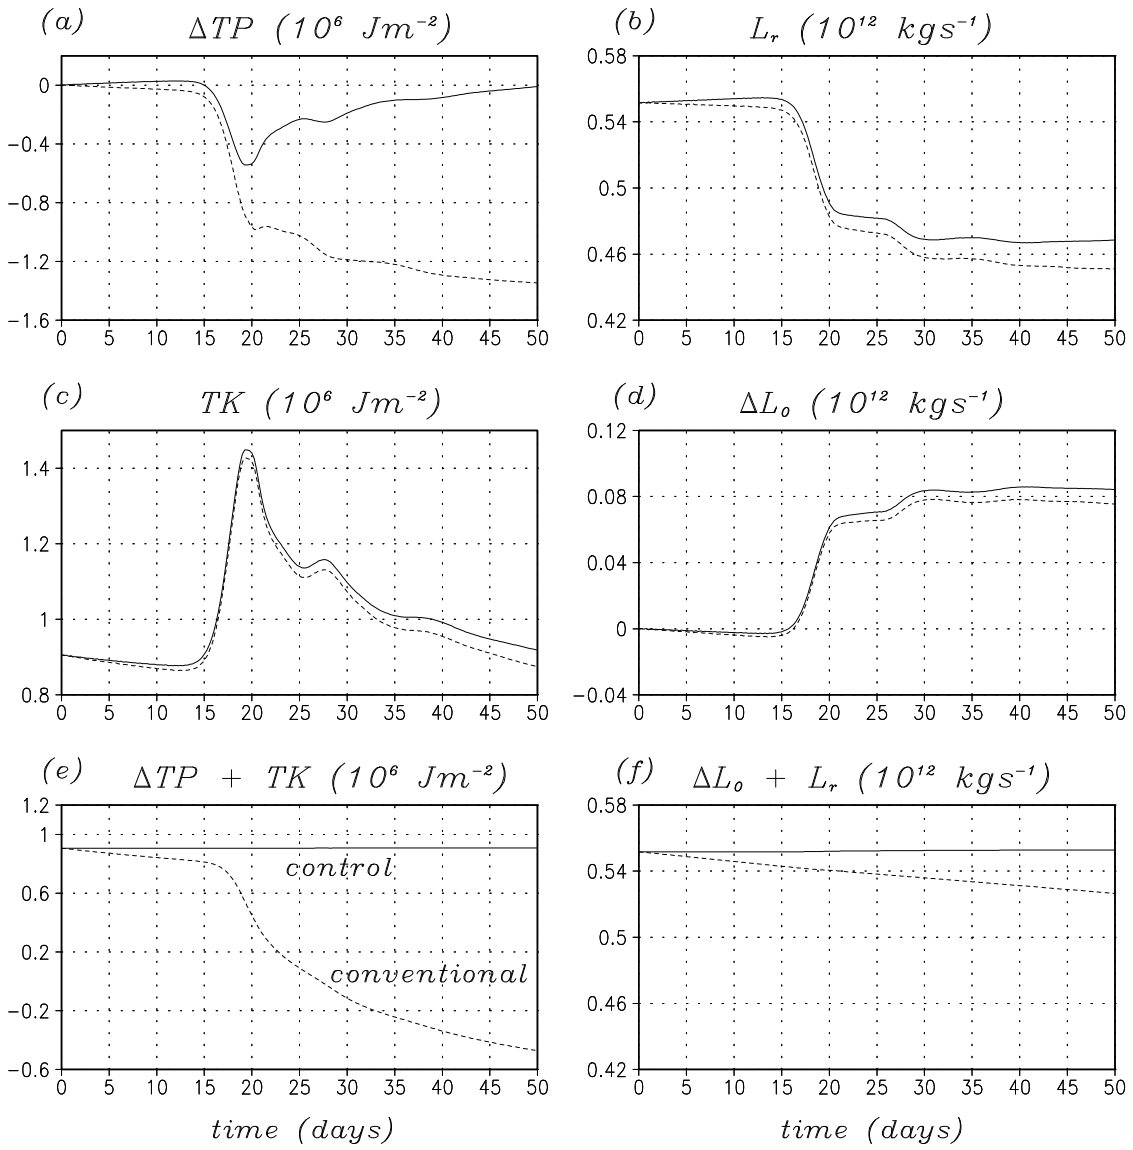 (a) ΔTP (10⁶ Jm⁻²)
0
−0.4
−0.8
−1.2
−1.6
0 5 10 15 20 25 30 35 40 45 50
(b) Lᵣ (10¹² kgs⁻¹)
0.58
0.54
0.5
0.46
0.42
0 5 10 15 20 25 30 35 40 45 50
(c) TK (10⁶ Jm⁻²)
1.4
1.2
1
0.8
0 5 10 15 20 25 30 35 40 45 50
(d) ΔL₀ (10¹² kgs⁻¹)
0.12
0.08
0.04
0
−0.04
0 5 10 15 20 25 30 35 40 45 50
(e) ΔTP + TK (10⁶ Jm⁻²)
1.2
1
0.6
0.2
−0.2
−0.6
control
conventional
0 5 10 15 20 25 30 35 40 45 50
time (days)
(f) ΔL₀ + Lᵣ (10¹² kgs⁻¹)
0.58
0.54
0.5
0.46
0.42
0 5 10 15 20 25 30 35 40 45 50
time (days)